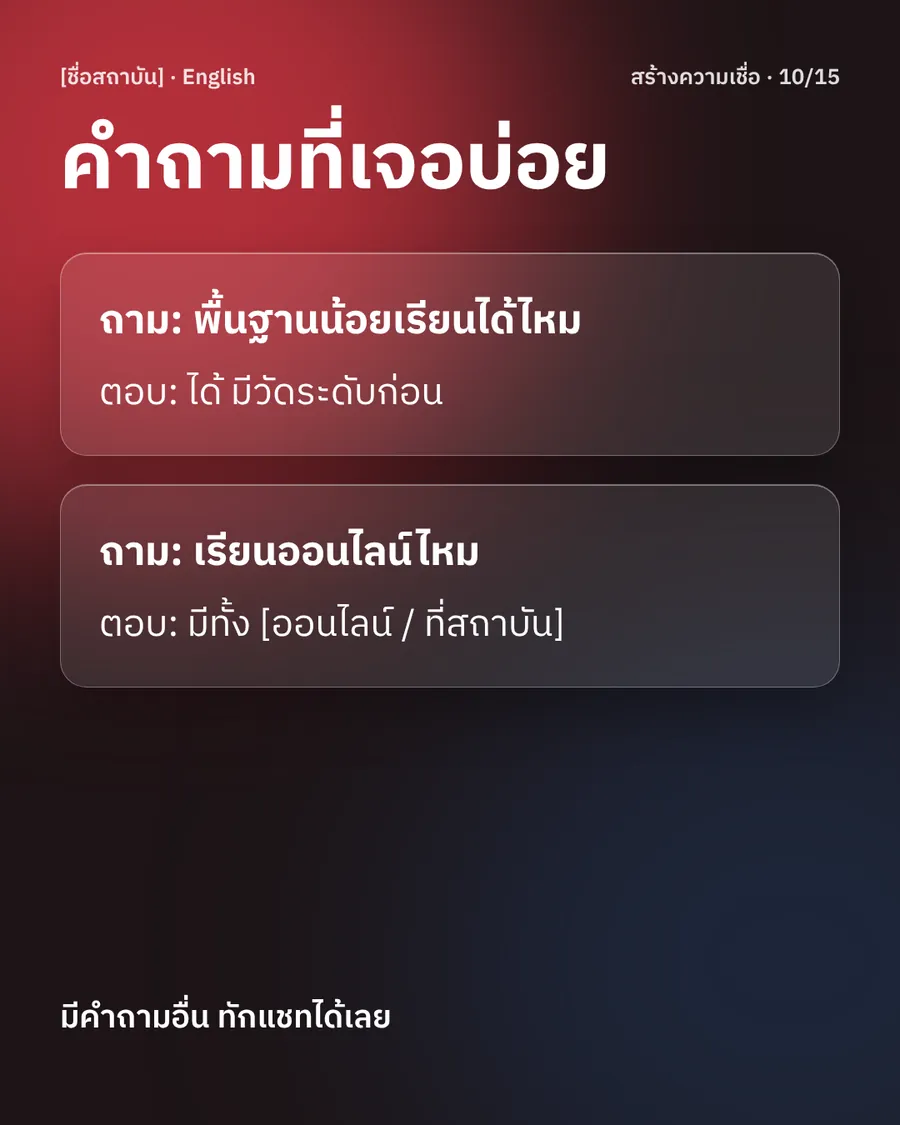 [ชื่อสถาบัน] · English
สร้างความเชื่อ · 10/15
คำถามที่เจอบ่อย
ถาม: พื้นฐานน้อยเรียนได้ไหม
ตอบ: ได้ มีวัดระดับก่อน
ถาม: เรียนออนไลน์ไหม
ตอบ: มีทั้ง [ออนไลน์ / ที่สถาบัน]
มีคำถามอื่น ทักแชทได้เลย